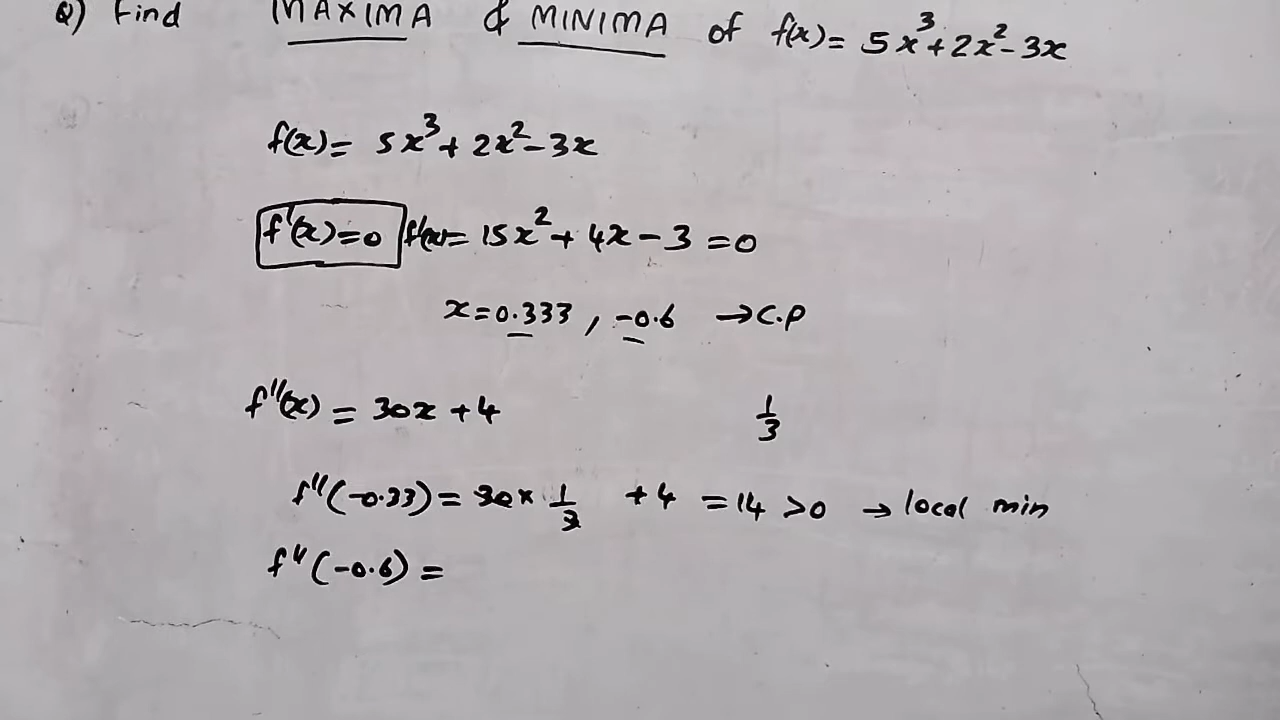 Q) Find MAXIMA & MINIMA of f(x)= 5x³+2x²-3x
f(x)= 5x³+2x²-3x
f'(x)=0 f'(x)= 15x²+4x-3=0
x=0.333, -0.6 →C.P
f''(x)= 30x+4
1/3
f''(-0.33)= 30× 1/3 +4 =14>0 → local min
f''(-0.6)=